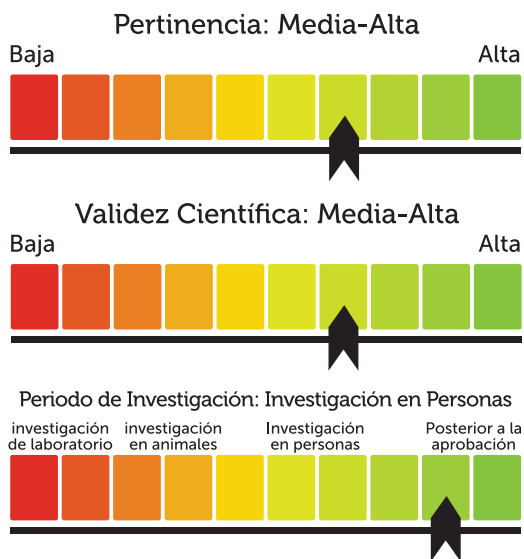 Pertinencia: Media-Alta
Baja Alta
Validez Científica: Media-Alta
Baja Alta
Periodo de Investigación: Investigación en Personas
investigación investigación Investigación Posterior a la
de laboratorio en animales en personas aprobación